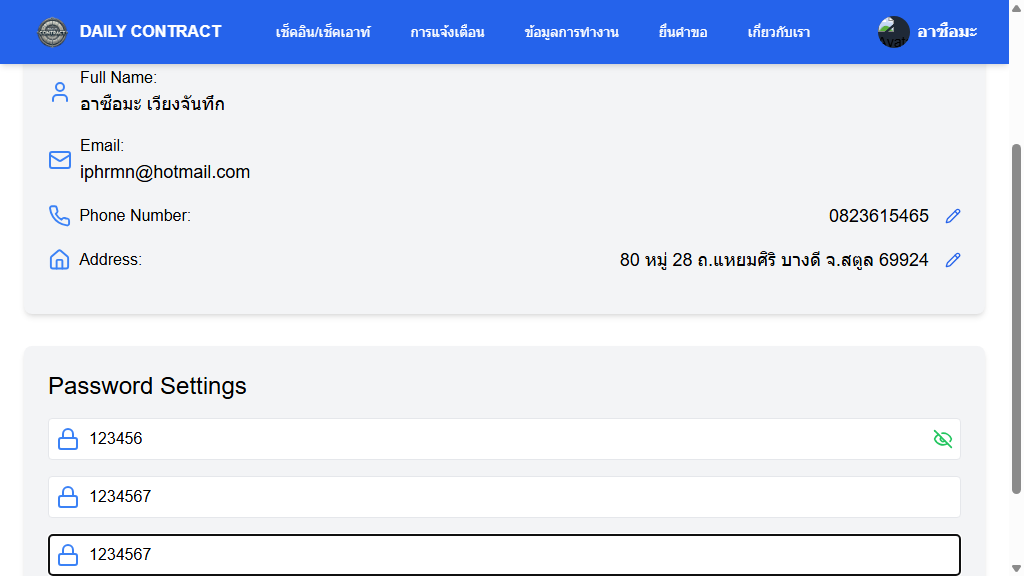 DAILY CONTRACT
เช็คอิน/เช็คเอาท์
การแจ้งเตือน
ข้อมูลการทำงาน
ยื่นคำขอ
เกี่ยวกับเรา
อาซือมะ
Full Name:
อาซือมะ เวียงจันทึก
Email:
iphrmn@hotmail.com
Phone Number: 0823615465
Address: 80 หมู่ 28 ถ.แหยมศิริ บางดี จ.สตูล 69924
Password Settings
123456
1234567
1234567